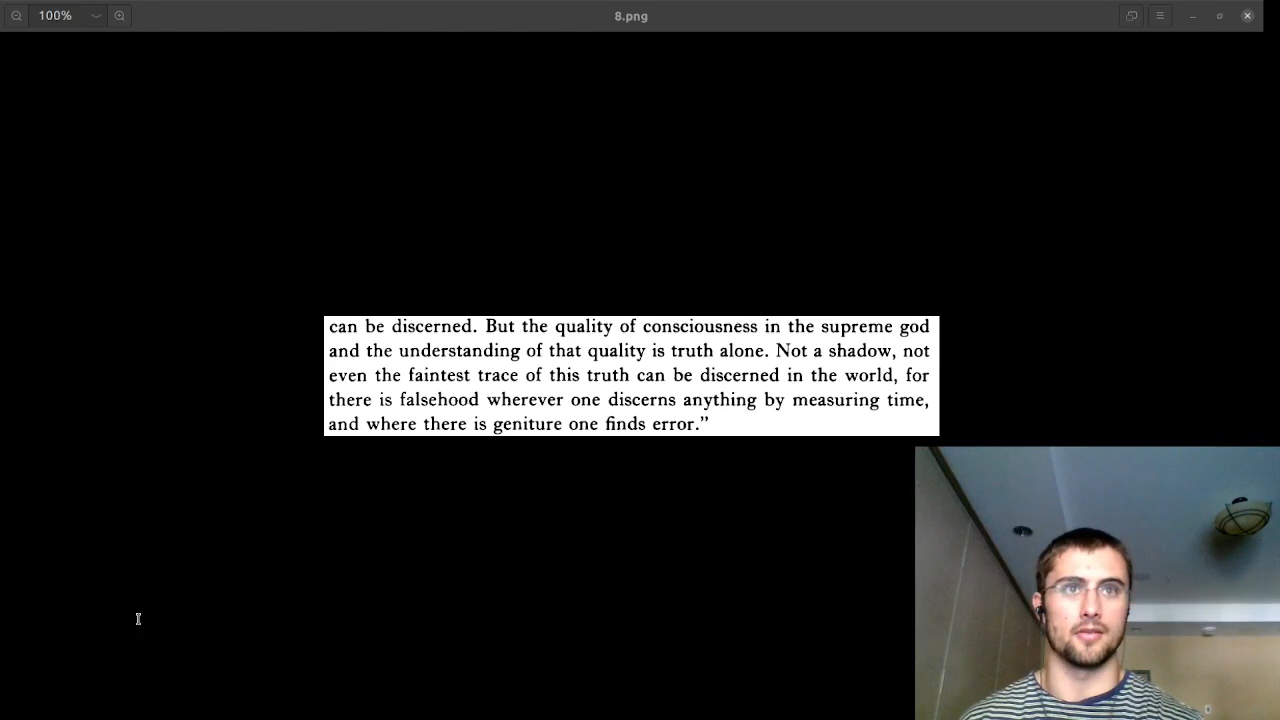 100%
8.png
can be discerned. But the quality of consciousness in the supreme god
and the understanding of that quality is truth alone. Not a shadow, not
even the faintest trace of this truth can be discerned in the world, for
there is falsehood wherever one discerns anything by measuring time,
and where there is geniture one finds error.”